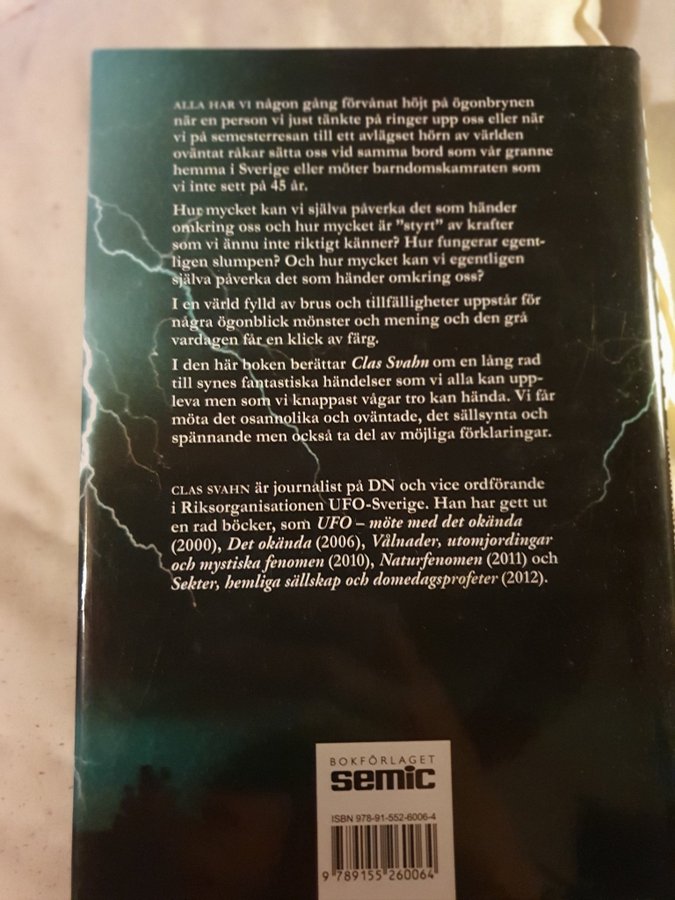 ALLA HAR VI någon gång förvånat höjt på ögonbrynen
när en person vi just tänkte på ringer upp oss eller när
vi på semesterresan till ett avlägset hörn av världen
oväntat råkar sätta oss vid samma bord som vår granne
hemma i Sverige eller möter barndomskamraten som
vi inte sett på 45 år.
Hur mycket kan vi själva påverka det som händer
omkring oss och hur mycket är ”styrt” av krafter
som vi ännu inte riktigt känner? Hur fungerar egent-
ligen slumpen? Och hur mycket kan vi egentligen
själva påverka det som händer omkring oss?
I en värld fylld av brus och tillfälligheter uppstår för
några ögonblick mönster och mening och den grå
vardagen får en klick av färg.
I den här boken berättar Clas Svahn om en lång rad
till synes fantastiska händelser som vi alla kan upp-
leva men som vi knappast vågar tro kan hända. Vi får
möta det osannolika och oväntade, det sällsynta och
spännande men också ta del av möjliga förklaringar.
CLAS SVAHN är journalist på DN och vice ordförande
i Riksorganisationen UFO-Sverige. Han har gett ut
en rad böcker, som UFO – möte med det okända
(2000), Det okända (2006), Vålnader, utomjordingar
och mystiska fenomen (2010), Naturfenomen (2011) och
Sekter, hemliga sällskap och domedagsprofeter (2012).
BOKFÖRLAGET
semic
ISBN 978-91-552-6006-4
9 789155 260064